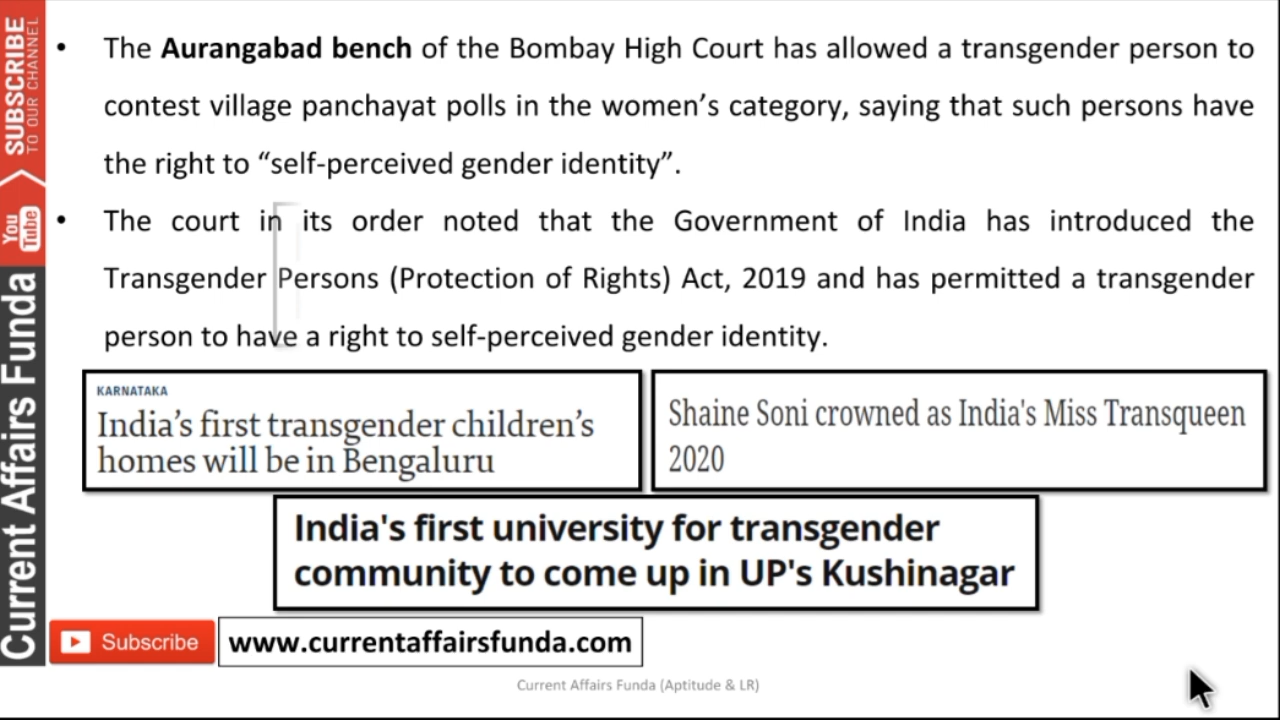 • The Aurangabad bench of the Bombay High Court has allowed a transgender person to
contest village panchayat polls in the women’s category, saying that such persons have
the right to “self-perceived gender identity”.
• The court in its order noted that the Government of India has introduced the
Transgender Persons (Protection of Rights) Act, 2019 and has permitted a transgender
person to have a right to self-perceived gender identity.
KARNATAKA
India’s first transgender children’s
homes will be in Bengaluru
Shaine Soni crowned as India's Miss Transqueen
2020
India's first university for transgender
community to come up in UP's Kushinagar
Subscribe
www.currentaffairsfunda.com
Current Affairs Funda (Aptitude & LR)
SUBSCRIBE
TO OUR CHANNEL
You
Tube
Current Affairs Funda